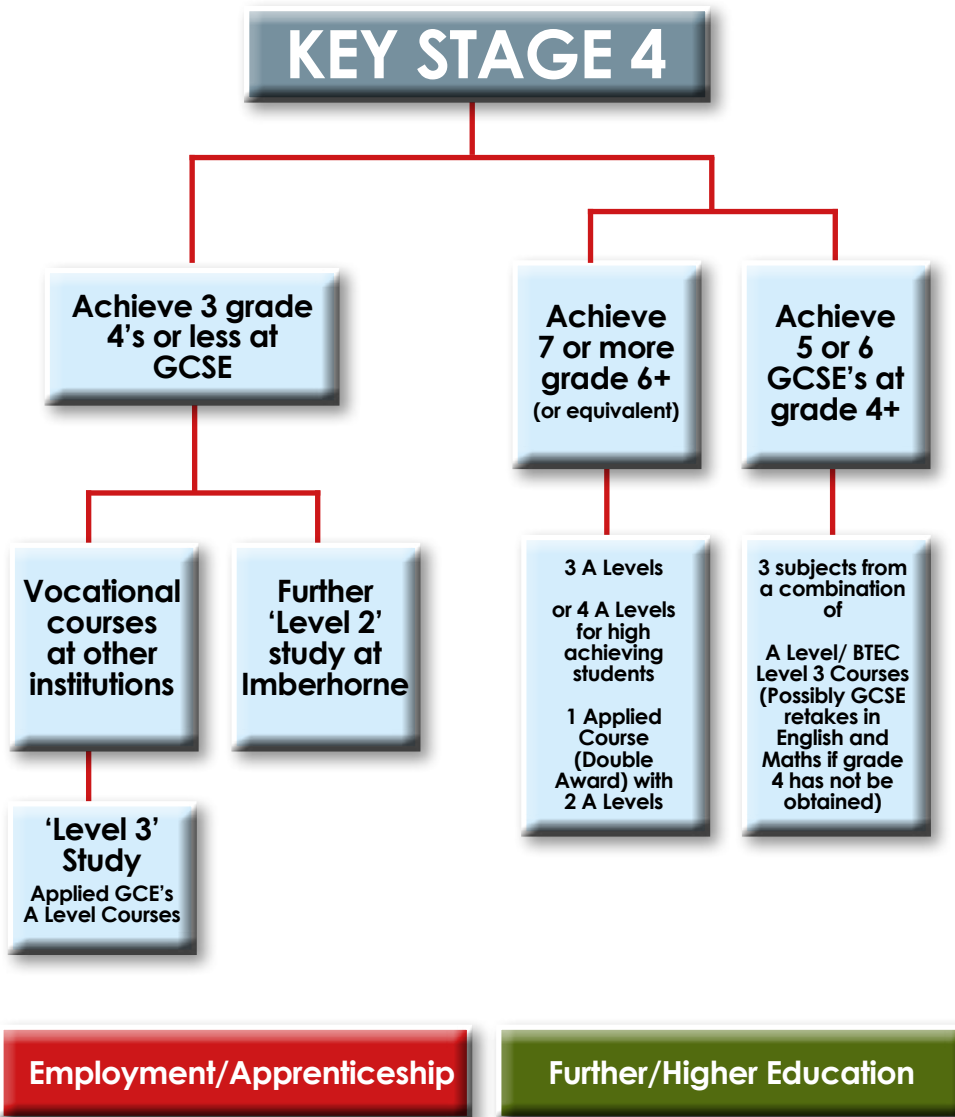 KEY STAGE 4
Achieve 3 grade
4's or less at
GCSE
Achieve
7 or more
grade 6+
(or equivalent)
Achieve
5 or 6
GCSE's at
grade 4+
Vocational
courses
at other
institutions
Further
‘Level 2’
study at
Imberhorne
3 A Levels
or 4 A Levels
for high
achieving
students
1 Applied
Course
(Double
Award) with
2 A Levels
3 subjects from
a combination
of
A Level/ BTEC
Level 3 Courses
(Possibly GCSE
retakes in
English and
Maths if grade
4 has not be
obtained)
‘Level 3’
Study
Applied GCE's
A Level Courses
Employment/Apprenticeship
Further/Higher Education